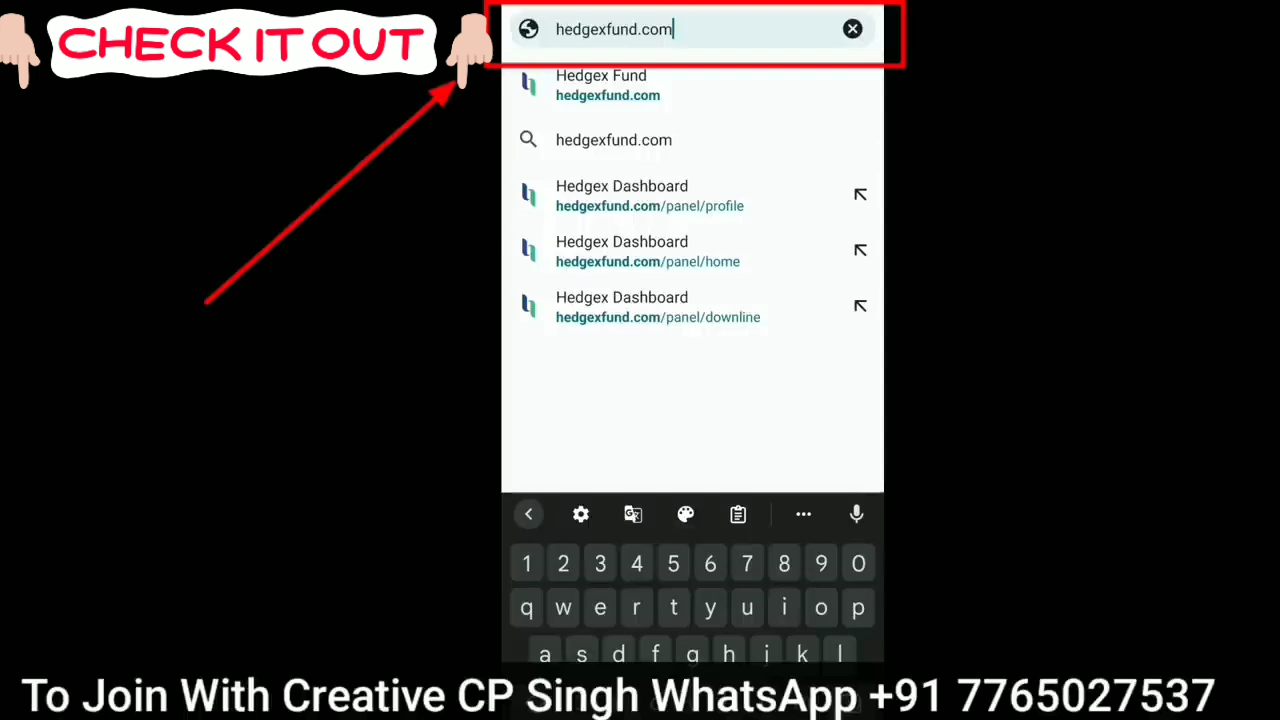 CHECK IT OUT
hedgexfund.com
Hedgex Fund
hedgexfund.com
hedgexfund.com
Hedgex Dashboard
hedgexfund.com/panel/profile
Hedgex Dashboard
hedgexfund.com/panel/home
Hedgex Dashboard
hedgexfund.com/panel/downline
1 2 3 4 5 6 7 8 9 0
q w e r t y u i o p
a s d f g h j k l
To Join With Creative CP Singh WhatsApp +91 7765027537